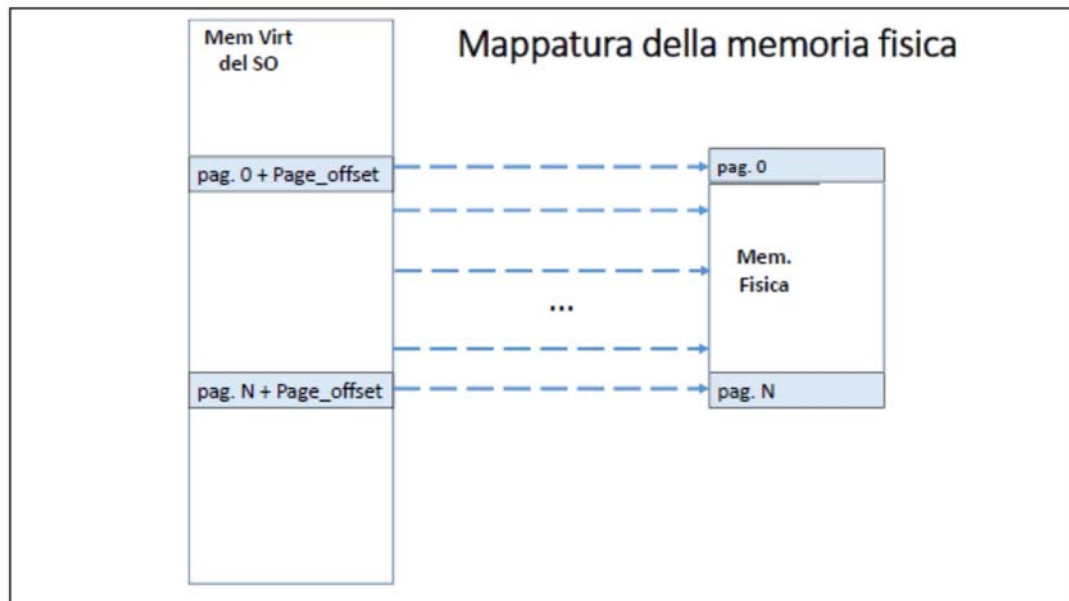 Mem Virt
del SO
Mappatura della memoria fisica
pag. 0 + Page_offset
pag. 0
Mem.
Fisica
...
pag. N + Page_offset
pag. N